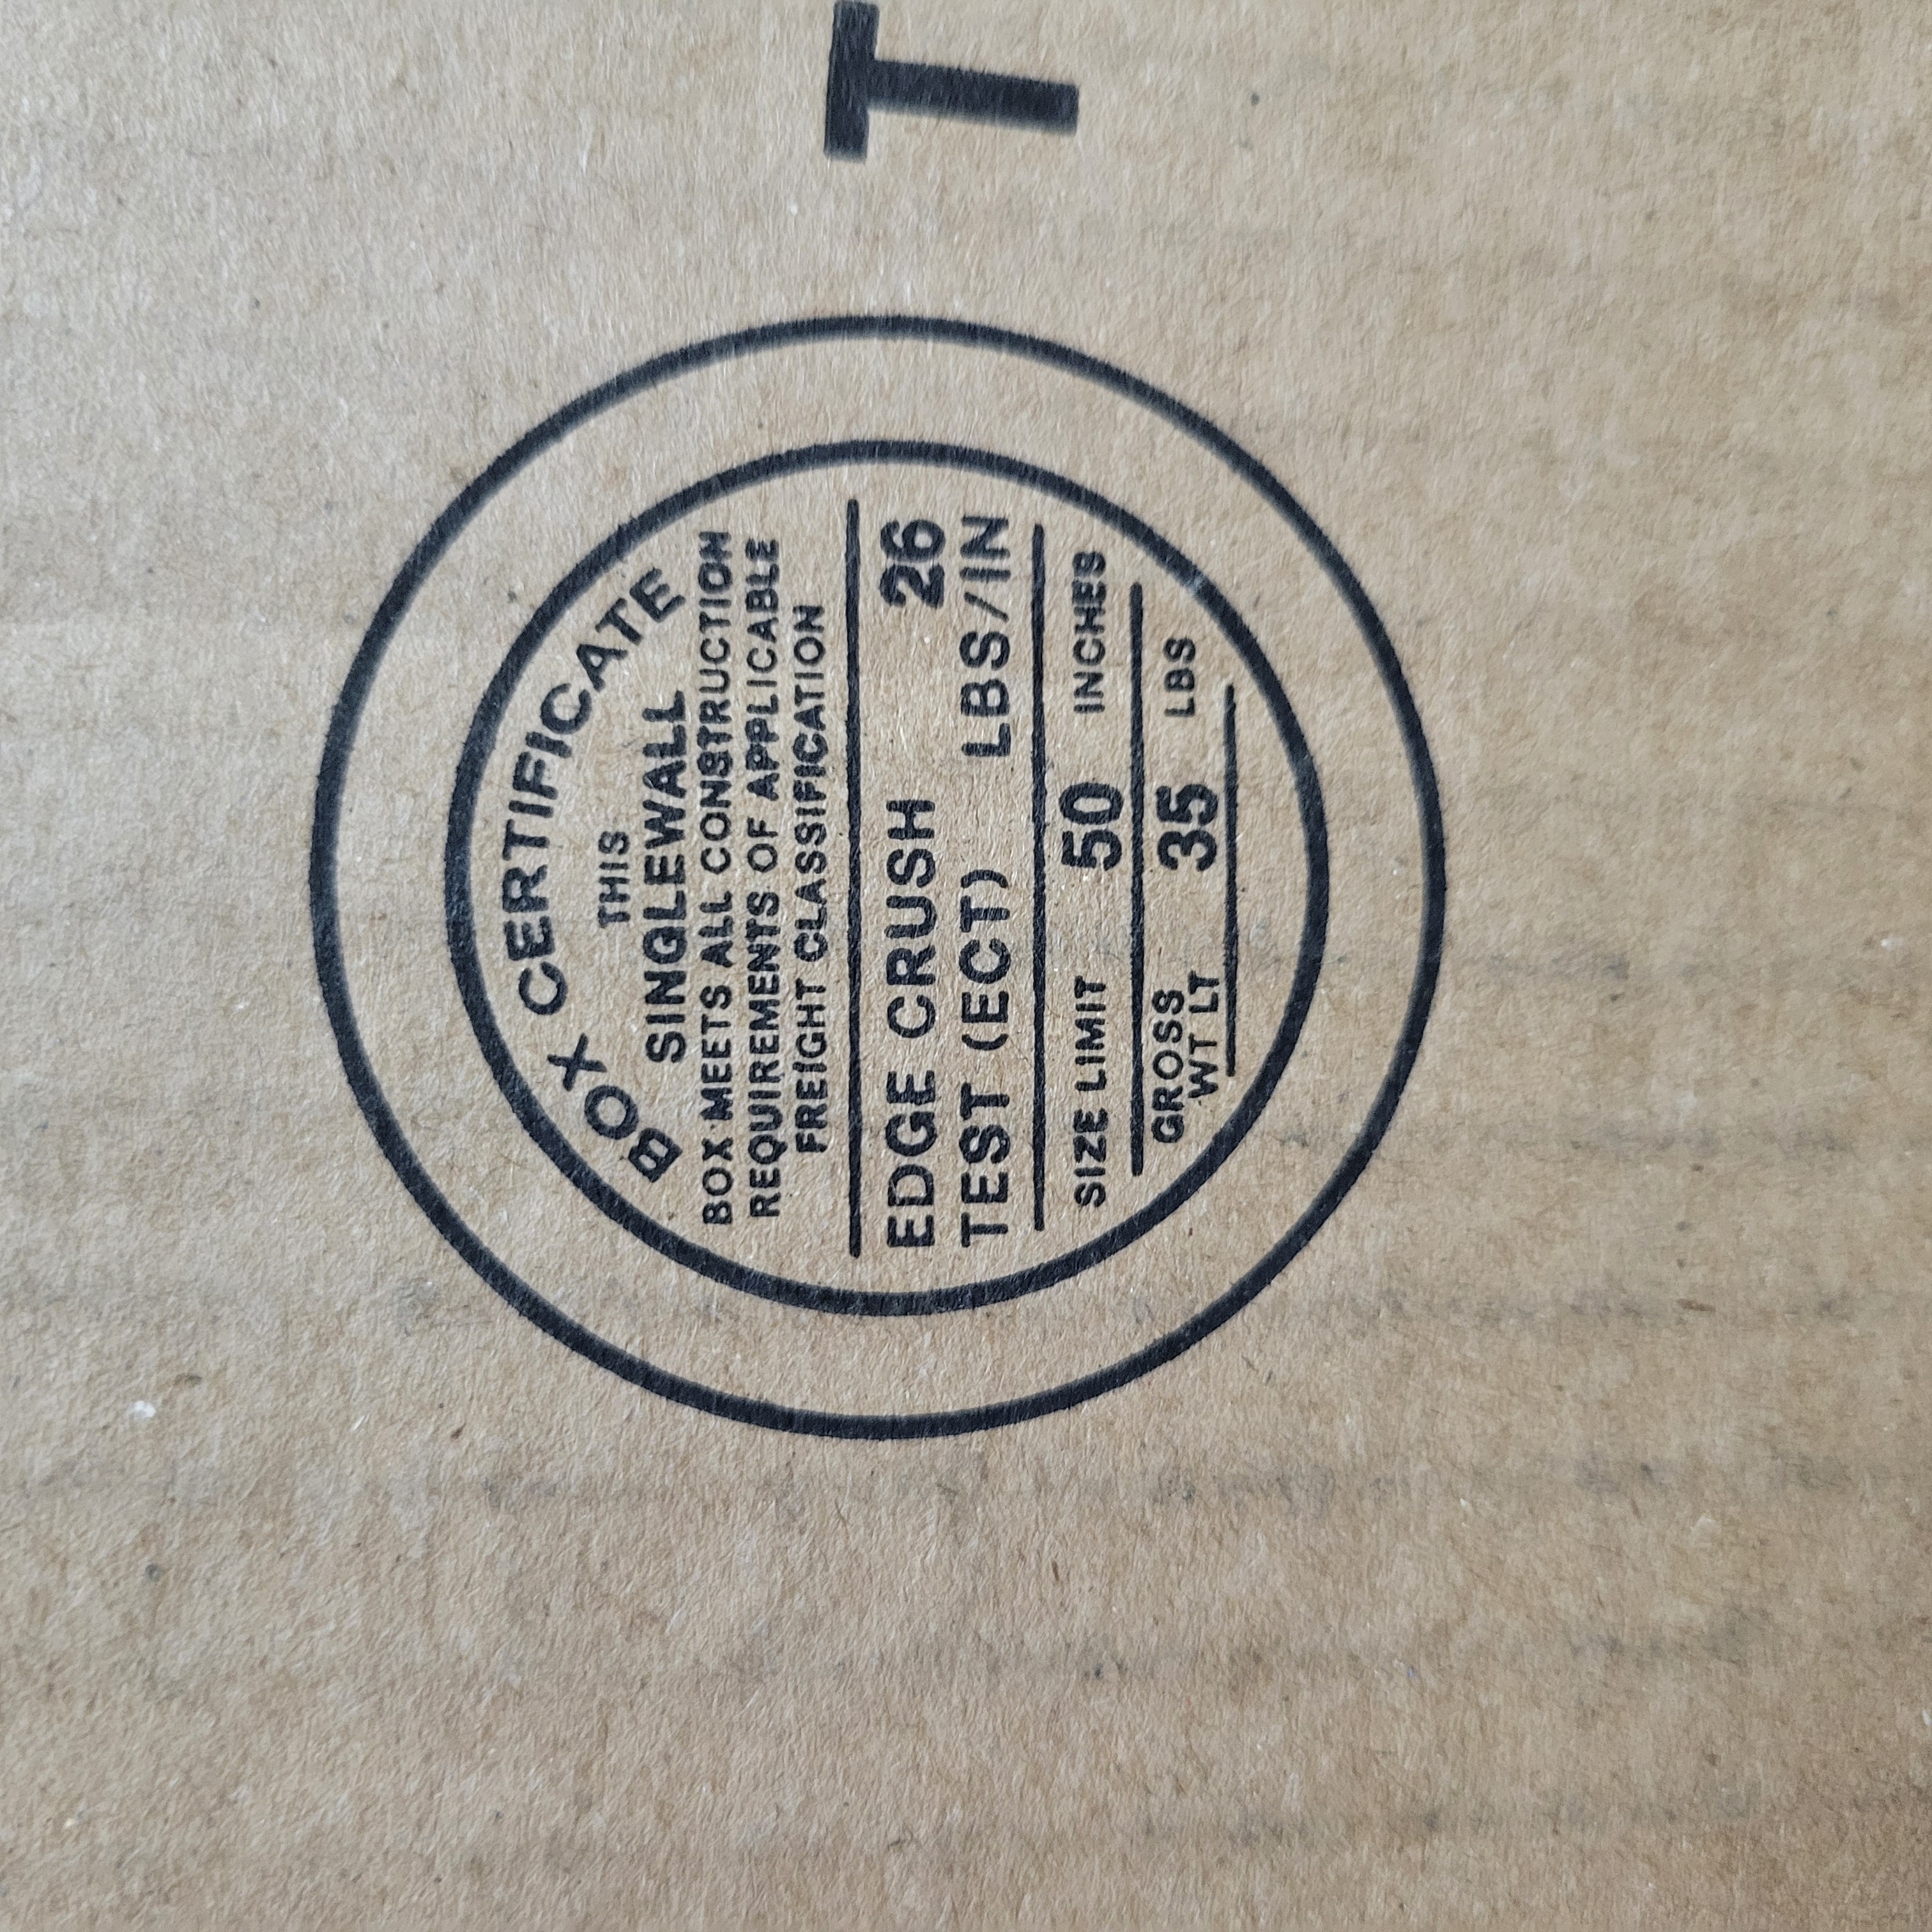 BOX CERTIFICATE
THIS
SINGLEWALL
BOX MEETS ALL CONSTRUCTION
REQUIREMENTS OF APPLICABLE
FREIGHT CLASSIFICATION
EDGE CRUSH 26
TEST (ECT) LBS/IN
SIZE LIMIT 50 INCHES
GROSS
WT LT 35 LBS
T